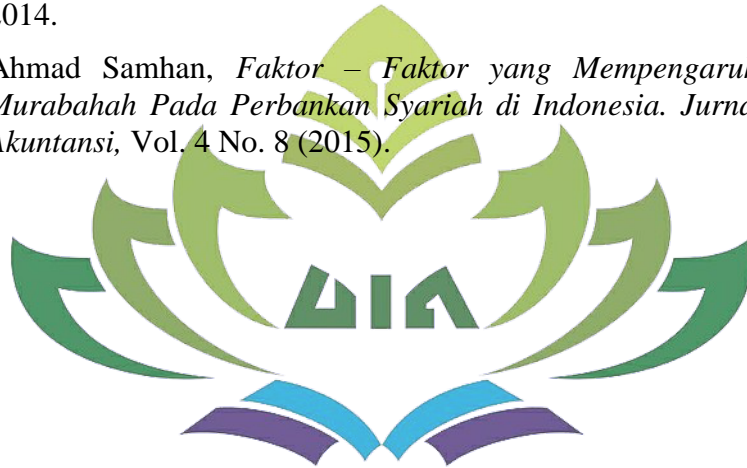 2014.
Ahmad Samhan, Faktor – Faktor yang Mempengaruh
Murabahah Pada Perbankan Syariah di Indonesia. Jurna
Akuntansi, Vol. 4 No. 8 (2015).
UIN